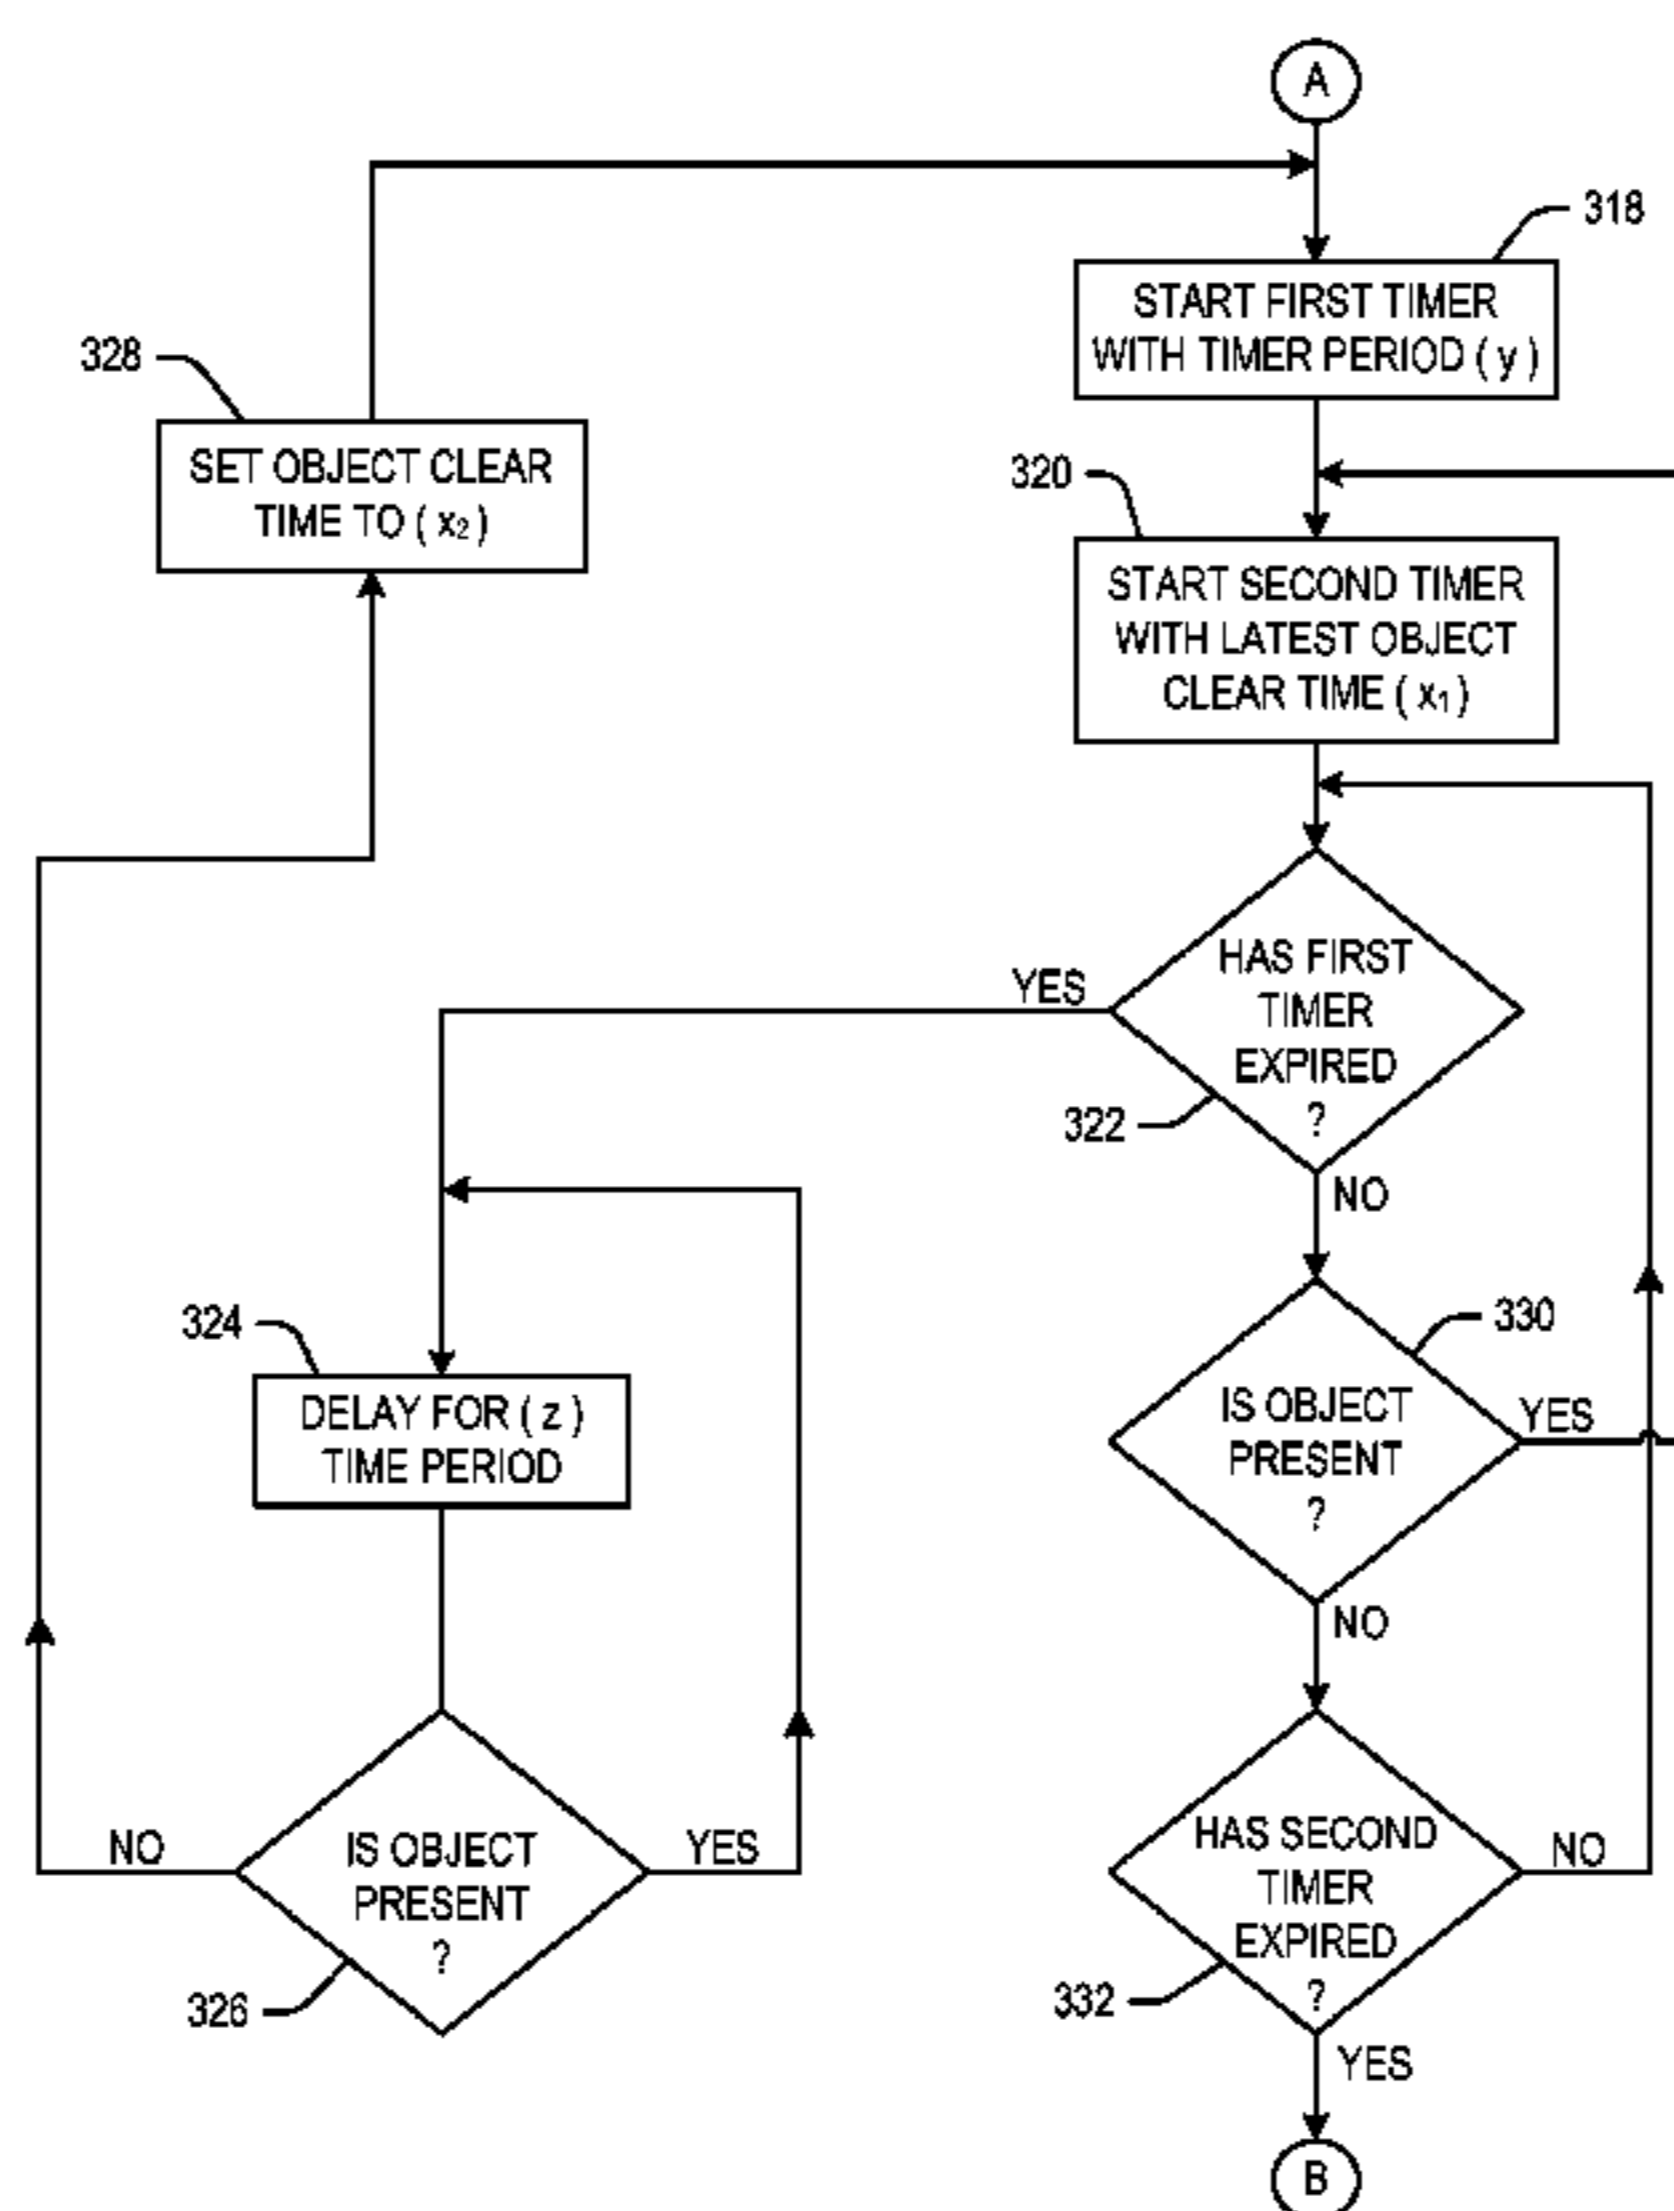 A
318
START FIRST TIMER
WITH TIMER PERIOD ( y )
328
SET OBJECT CLEAR
TIME TO ( x₂ )
320
START SECOND TIMER
WITH LATEST OBJECT
CLEAR TIME ( x₁ )
YES
HAS FIRST
TIMER
EXPIRED
?
322
NO
324
DELAY FOR ( z )
TIME PERIOD
330
IS OBJECT
PRESENT
?
YES
NO
NO
IS OBJECT
PRESENT
?
YES
326
HAS SECOND
TIMER
EXPIRED
?
NO
332
YES
B